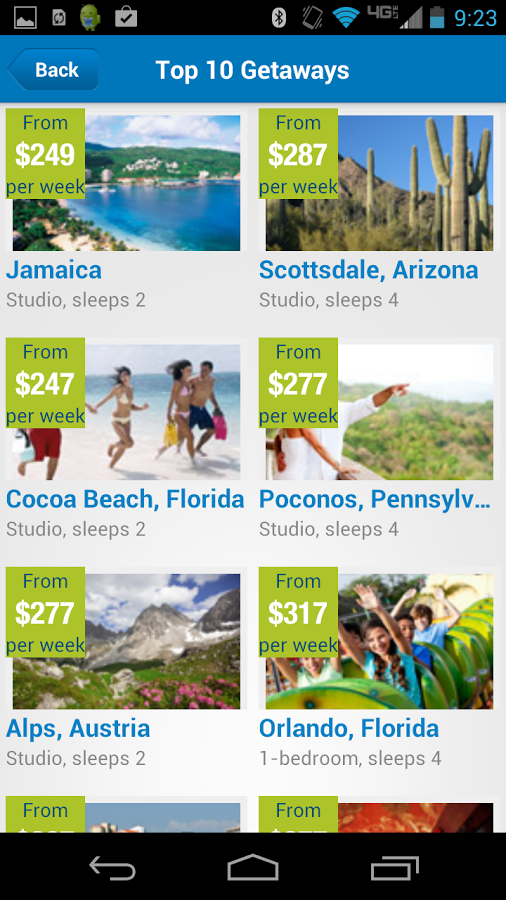 4G
9:23
Back
Top 10 Getaways
From
$249
per week
Jamaica
Studio, sleeps 2
From
$287
per week
Scottsdale, Arizona
Studio, sleeps 4
From
$247
per week
Cocoa Beach, Florida
Studio, sleeps 2
From
$277
per week
Poconos, Pennsylv...
Studio, sleeps 4
From
$277
per week
Alps, Austria
Studio, sleeps 2
From
$317
per week
Orlando, Florida
1-bedroom, sleeps 4
From
From